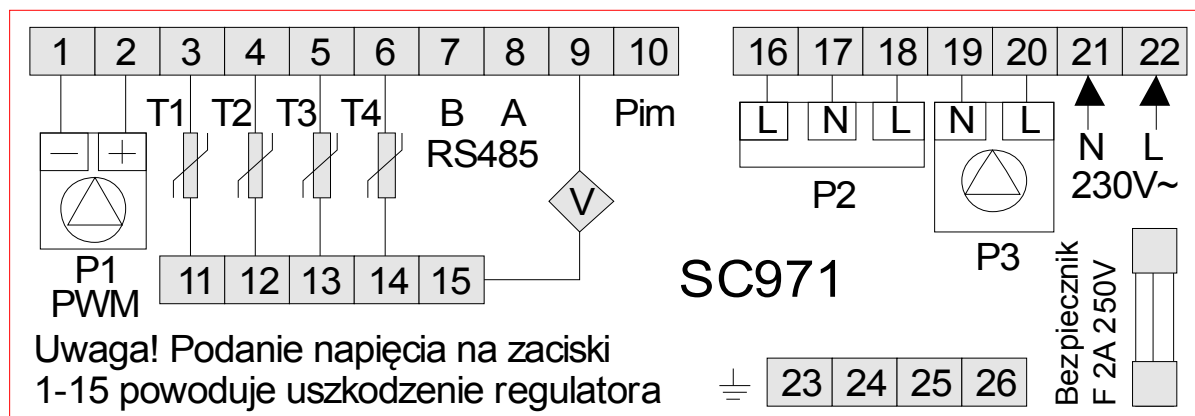 1 2 3 4 5 6 7 8 9 10
16 17 18 19 20 21 22
T1 T2 T3 T4 B A Pim
RS485
− +
V
L N L N L
N L
230V~
P1
PWM
P2
P3
11 12 13 14 15
SC971
Bezpiecznik
F 2A 250V
Uwaga! Podanie napięcia na zaciski
1-15 powoduje uszkodzenie regulatora
23 24 25 26